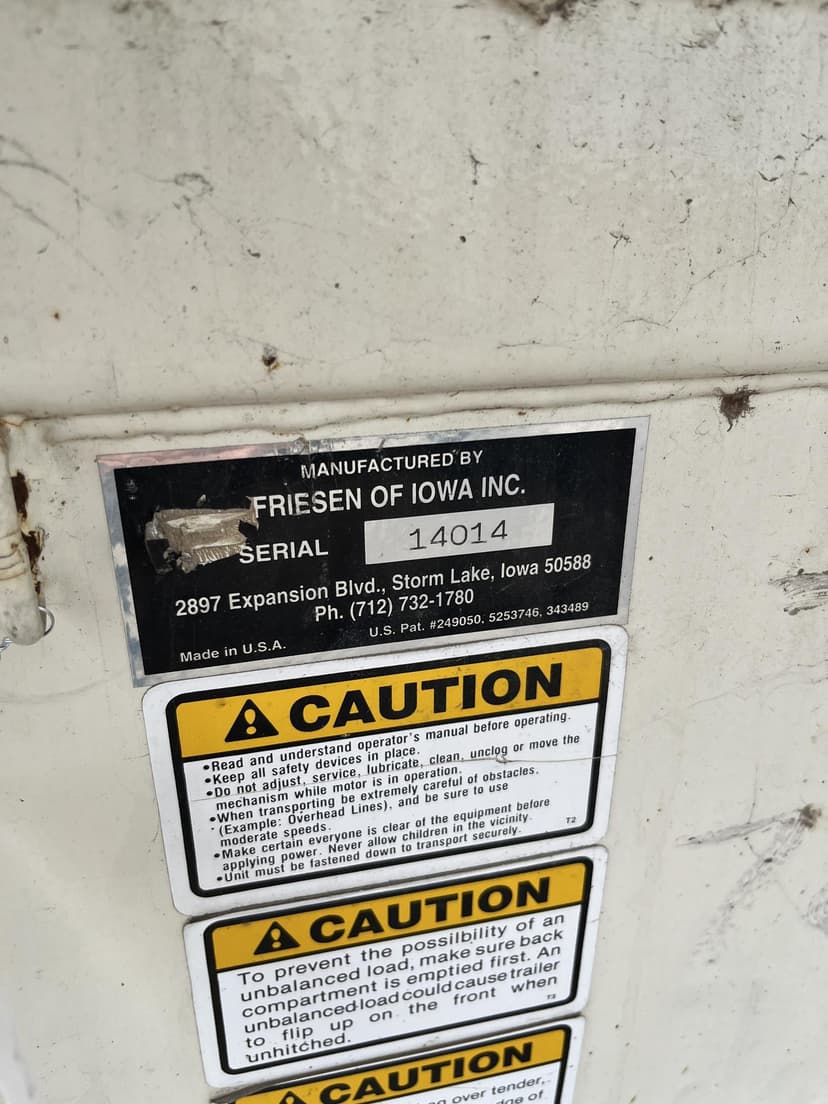 MANUFACTURED BY
FRIESEN OF IOWA INC.
SERIAL 14014
2897 Expansion Blvd., Storm Lake, Iowa 50588
Ph. (712) 732-1780
Made in U.S.A. U.S. Pat. #249050, 5253746, 343489
CAUTION
•Read and understand operator's manual before operating.
•Keep all safety devices in place.
•Do not adjust, service, lubricate, clean, unclog or move the
mechanism while motor is in operation.
•When transporting be extremely careful of obstacles.
(Example: Overhead Lines), and be sure to use
moderate speeds.
•Make certain everyone is clear of the equipment before
applying power. Never allow children in the vicinity.
•Unit must be fastened down to transport securely.
T2
CAUTION
To prevent the possilbility of an
unbalanced load, make sure back
compartment is emptied first. An
unbalanced load could cause trailer
to flip up on the front when
unhitched.
T3
CAUTION
over tender,
of